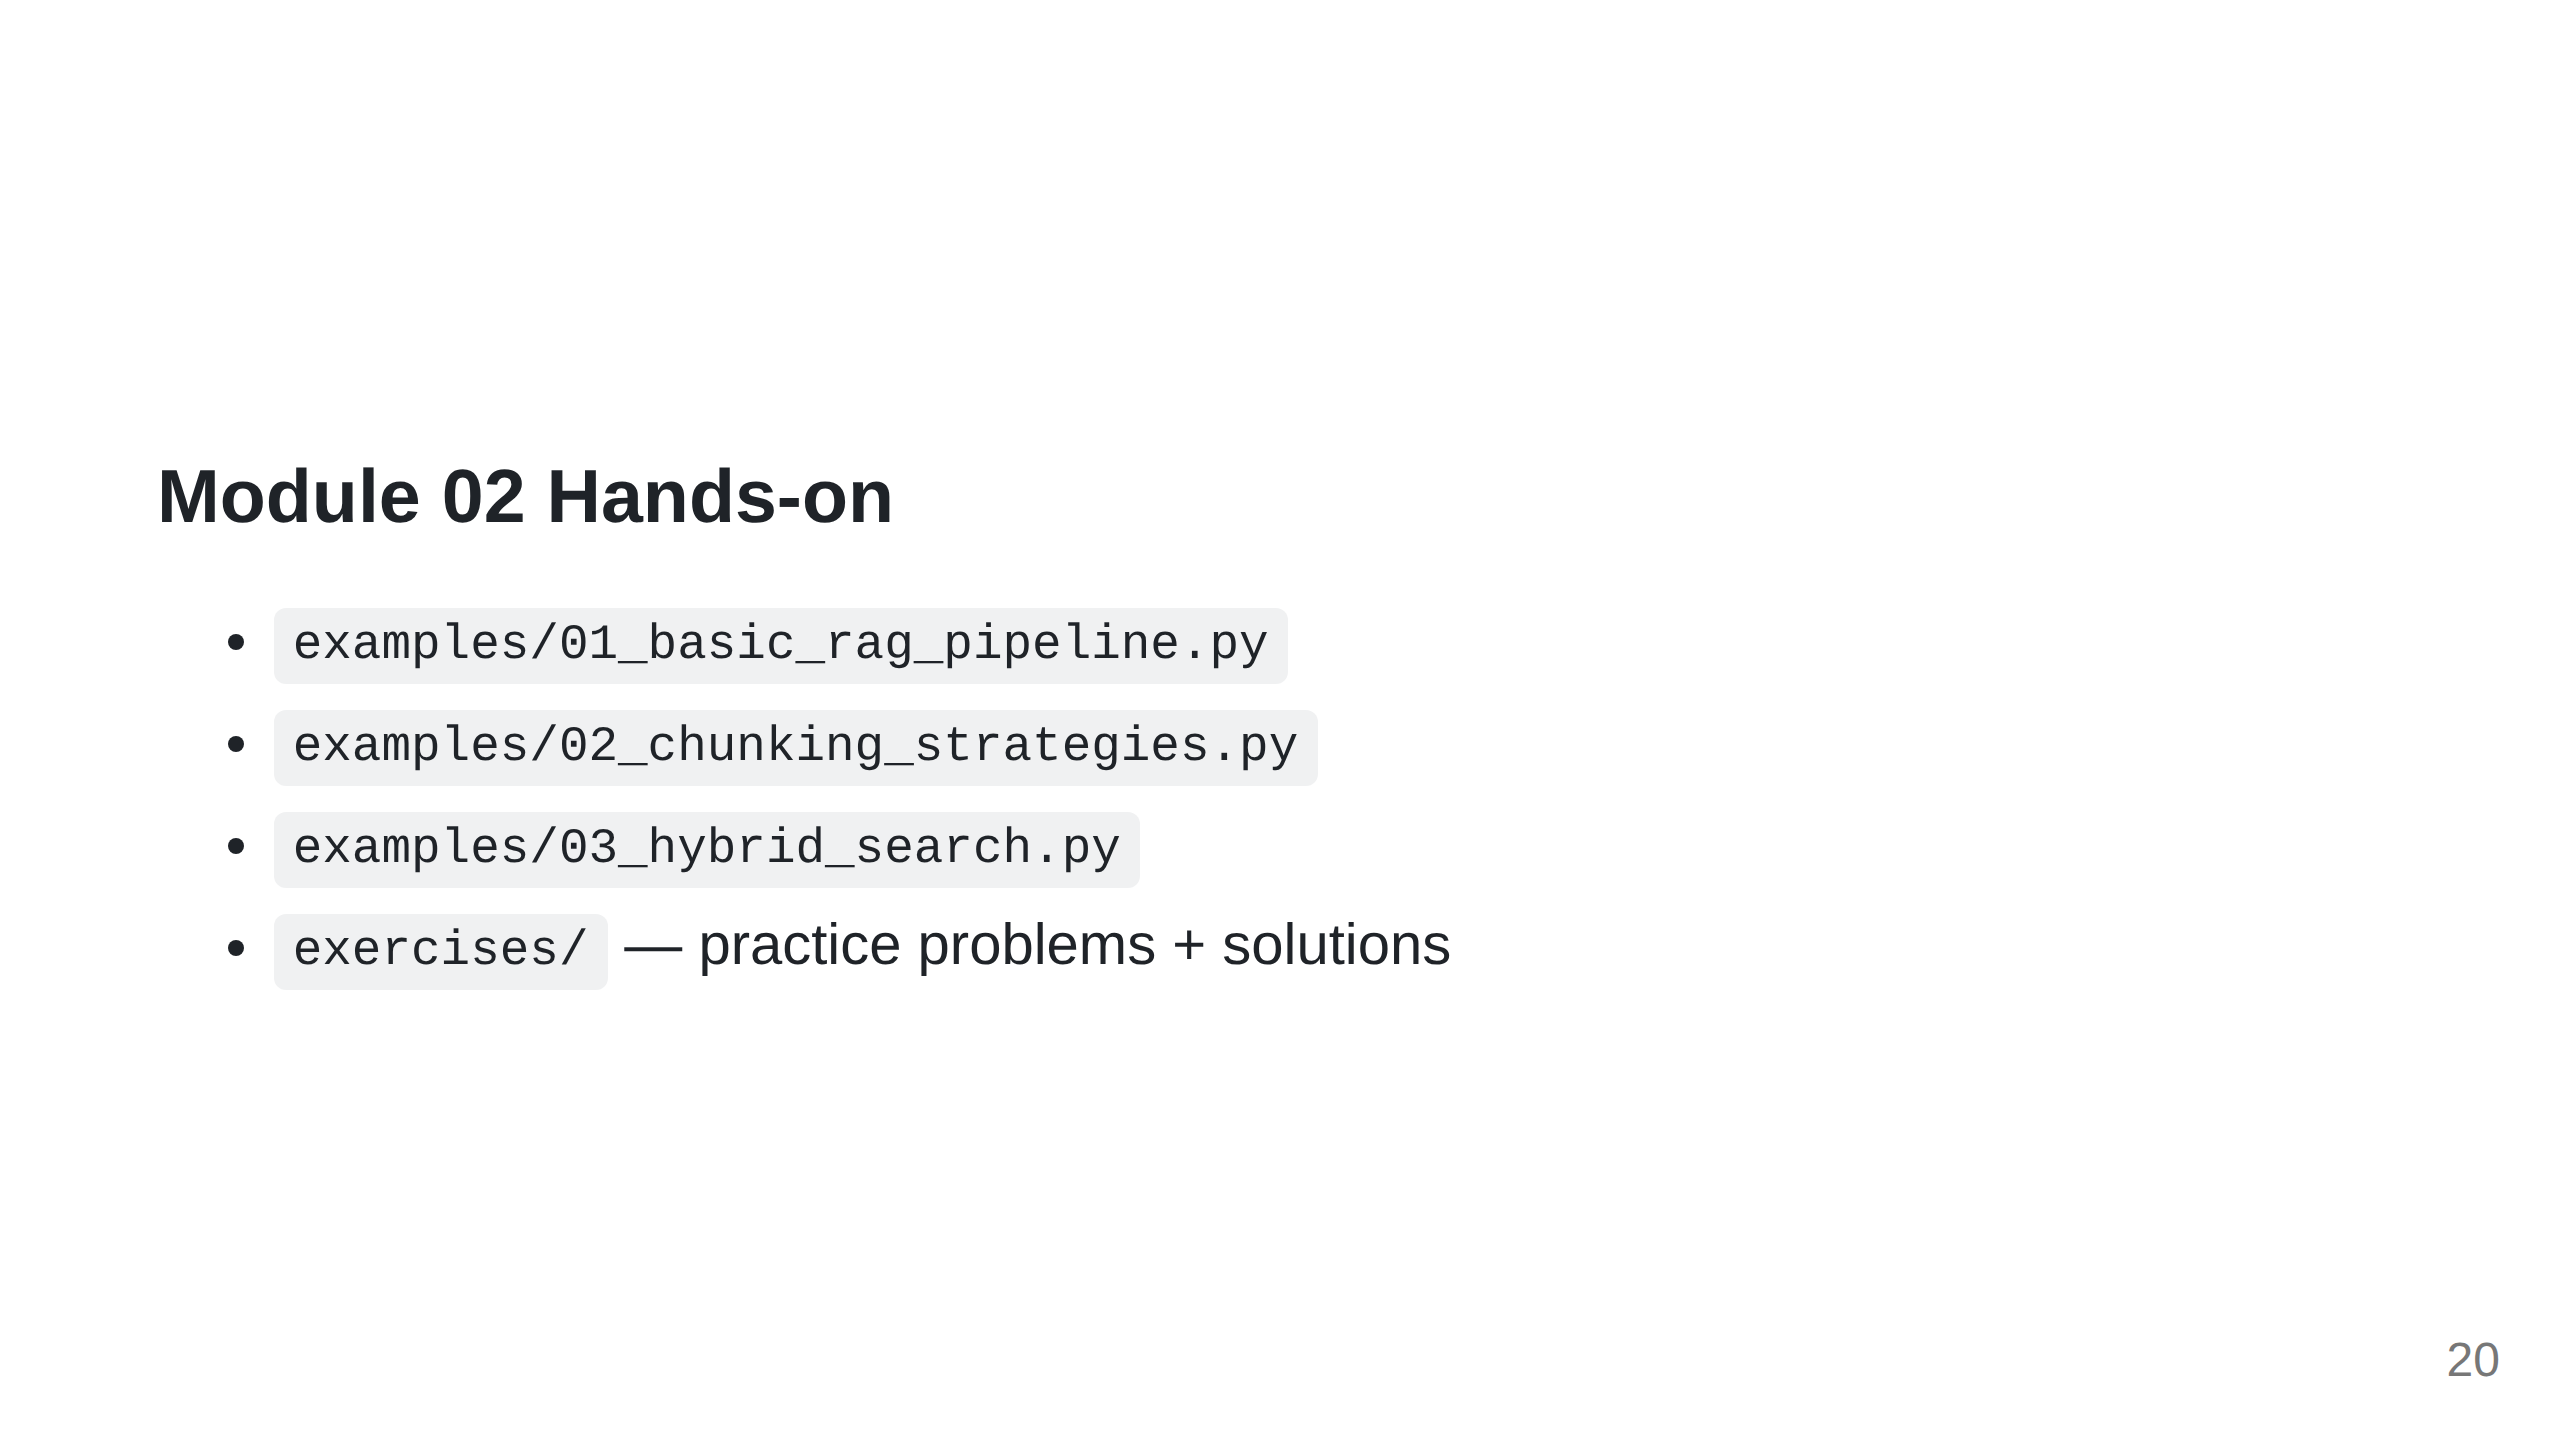 Module 02 Hands-on
• examples/01_basic_rag_pipeline.py
• examples/02_chunking_strategies.py
• examples/03_hybrid_search.py
• exercises/ — practice problems + solutions
20